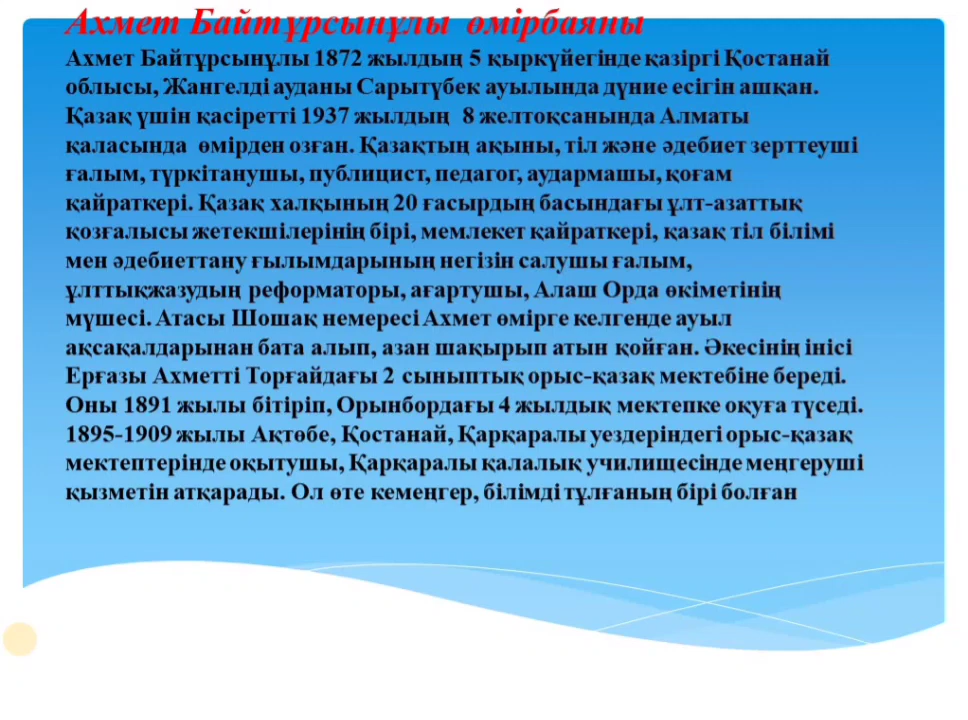 Ахмет Байтұрсынұлы өмірбаяны
Ахмет Байтұрсынұлы 1872 жылдың 5 қыркүйегінде қазіргі Қостанай
облысы, Жангелді ауданы Сарытүбек ауылында дүние есігін ашқан.
Қазақ үшін қасіретті 1937 жылдың 8 желтоқсанында Алматы
қаласында өмірден озған. Қазақтың ақыны, тіл және әдебиет зерттеуші
ғалым, түркітанушы, публицист, педагог, аудармашы, қоғам
қайраткері. Қазақ халқының 20 ғасырдың басындағы ұлт-азаттық
қозғалысы жетекшілерінің бірі, мемлекет қайраткері, қазақ тіл білімі
мен әдебиеттану ғылымдарының негізін салушы ғалым,
ұлттықжазудың реформаторы, ағартушы, Алаш Орда өкіметінің
мүшесі. Атасы Шошақ немересі Ахмет өмірге келгенде ауыл
ақсақалдарынан бата алып, азан шақырып атын қойған. Әкесінің інісі
Ерғазы Ахметті Торғайдағы 2 сыныптық орыс-қазақ мектебіне береді.
Оны 1891 жылы бітіріп, Орынбордағы 4 жылдық мектепке оқуға түседі.
1895-1909 жылы Ақтөбе, Қостанай, Қарқаралы уездеріндегі орыс-қазақ
мектептерінде оқытушы, Қарқаралы қалалық училищесінде меңгеруші
қызметін атқарады. Ол өте кемеңгер, білімді тұлғаның бірі болған